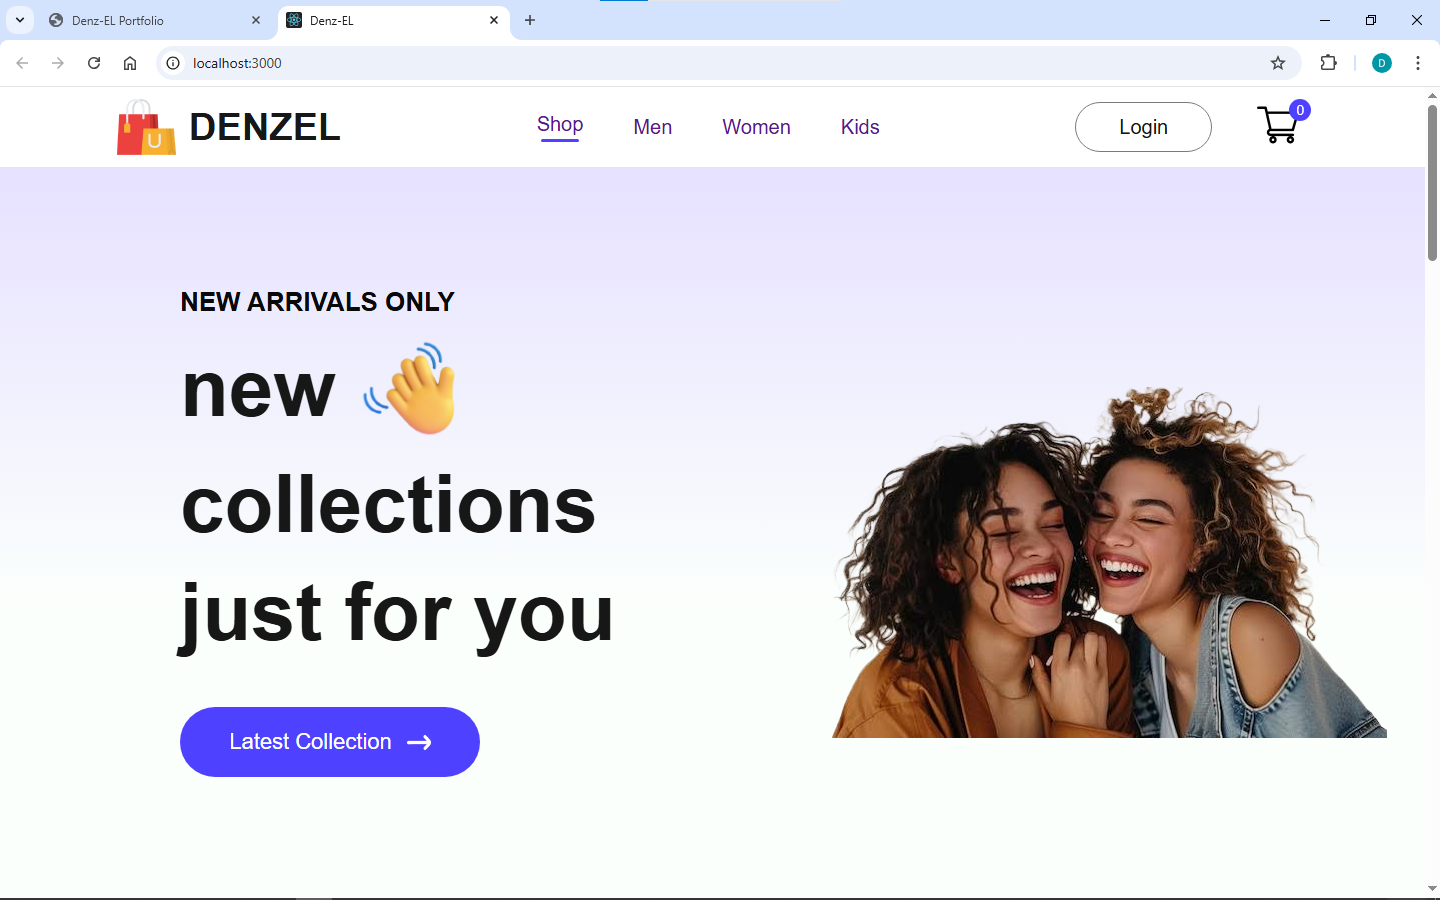 Denz-EL Portfolio
Denz-EL
localhost:3000
D
U
DENZEL
Shop
Men
Women
Kids
Login
0
NEW ARRIVALS ONLY
new
collections
just for you
Latest Collection